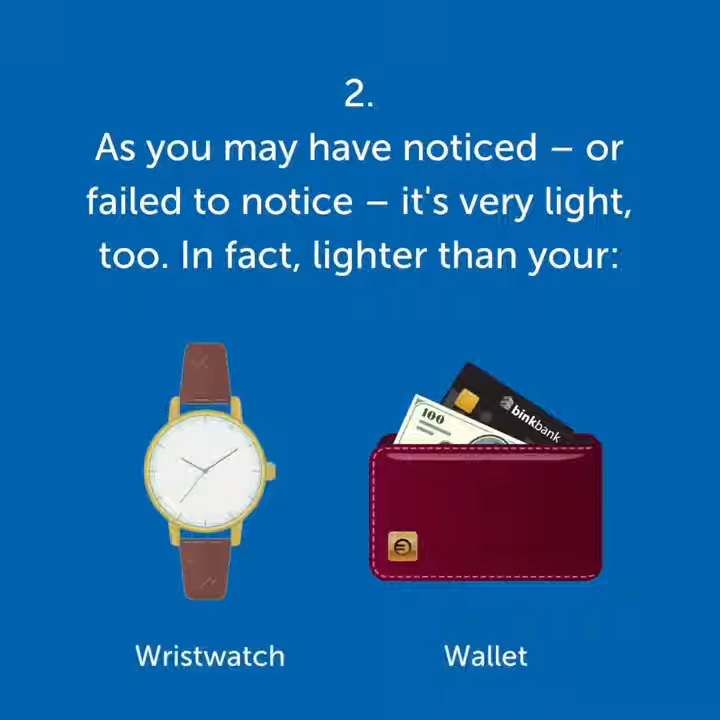 2.
As you may have noticed – or
failed to notice – it's very light,
too. In fact, lighter than your:
100
binkbank
Wristwatch
Wallet